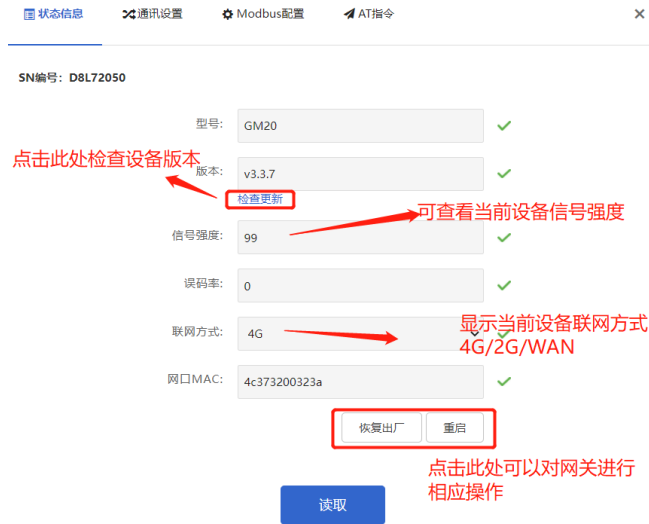 状态信息 通讯设置 Modbus配置 AT指令
SN编号：D8L72050
型号: GM20
点击此处检查设备版本
版本: v3.3.7
检查更新
可查看当前设备信号强度
信号强度: 99
误码率: 0
显示当前设备联网方式
联网方式: 4G
4G/2G/WAN
网口MAC: 4c373200323a
恢复出厂 重启
点击此处可以对网关进行
相应操作
读取